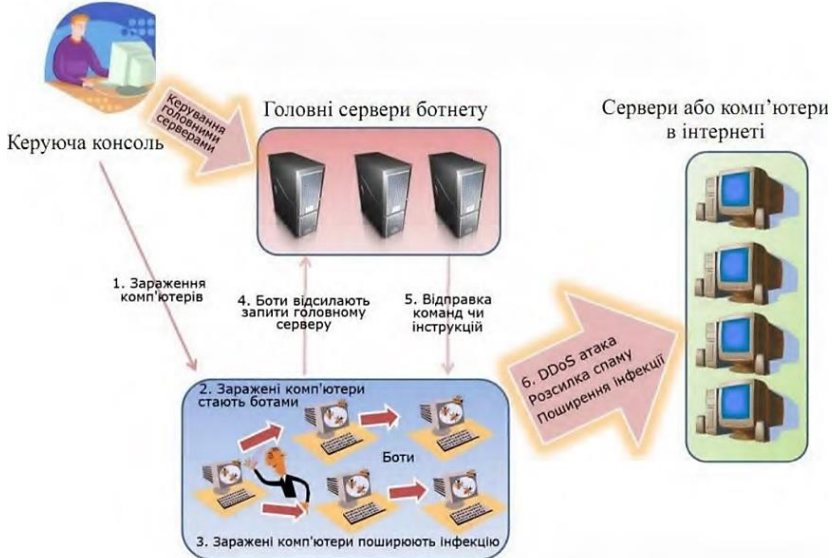 Керуюча консоль
Керування
головними
серверами
Головні сервери ботнету
Сервери або комп'ютери
в інтернеті
1. Зараження
комп'ютерів
4. Боти відсилають
запити головному
серверу
5. Відправка
команд чи
інструкцій
6. DDoS атака
Розсилка спаму
Поширення інфекції
2. Заражені комп'ютери
стають ботами
Боти
3. Заражені комп'ютери поширюють інфекцію